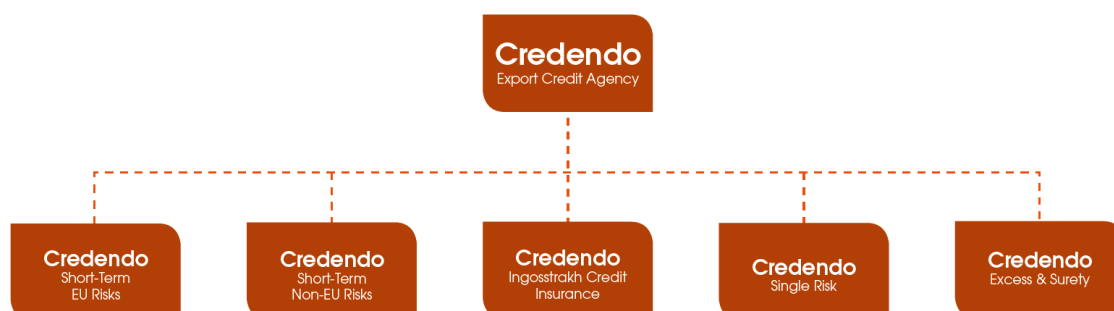 Credendo
Export Credit Agency
Credendo
Short-Term
EU Risks
Credendo
Short-Term
Non-EU Risks
Credendo
Ingosstrakh Credit
Insurance
Credendo
Single Risk
Credendo
Excess & Surety